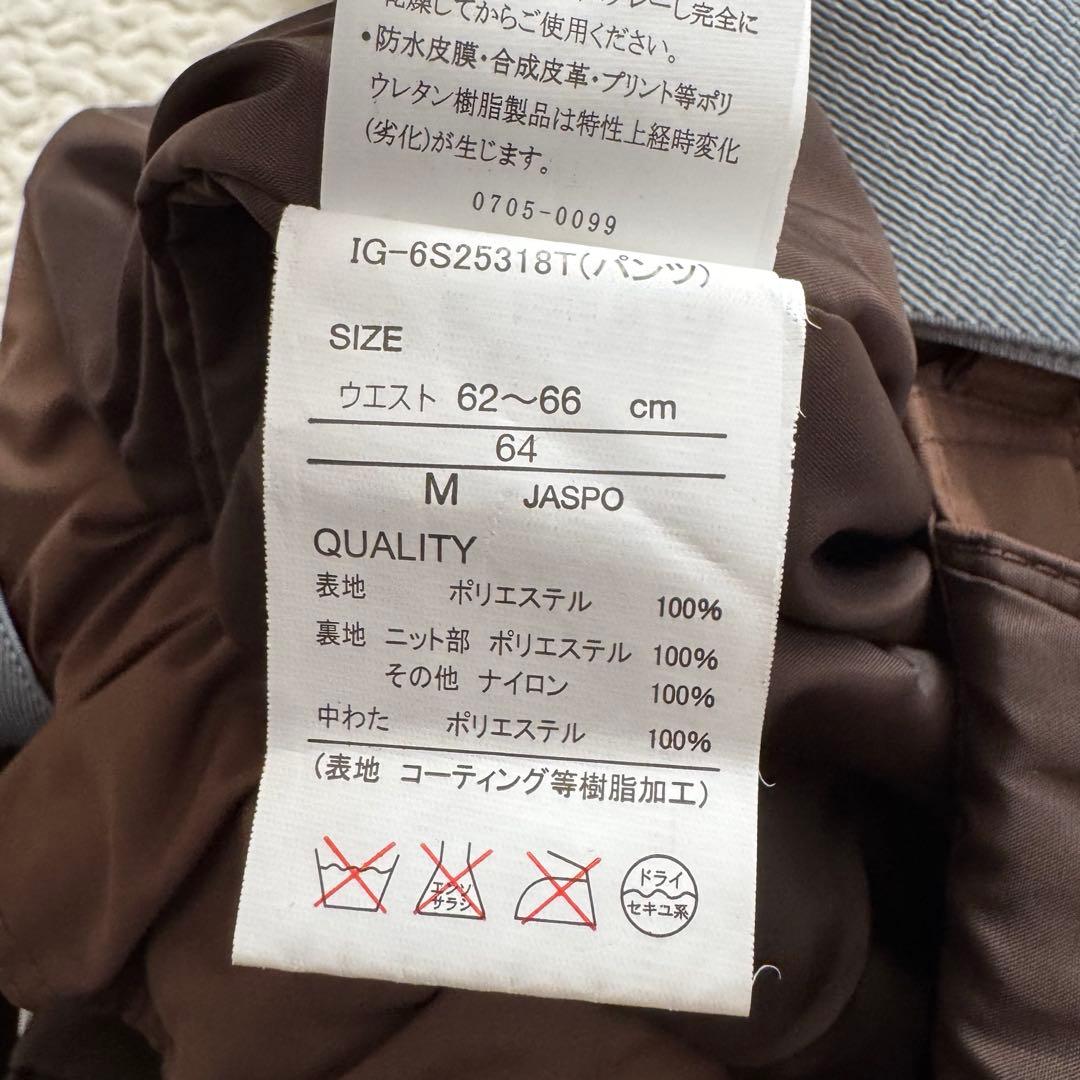 レーし完全に
乾燥してからご使用ください。
•防水皮膜・合成皮革・プリント等ポリ
ウレタン樹脂製品は特性上経時変化
(劣化)が生じます。
0705-0099
IG-6S25318T(パンツ)
SIZE
ウエスト 62～66 cm
64
M JASPO
QUALITY
表地 ポリエステル 100%
裏地 ニット部 ポリエステル 100%
その他 ナイロン 100%
中わた ポリエステル 100%
(表地 コーティング等樹脂加工)
エンソ
サラシ
ドライ
セキユ系